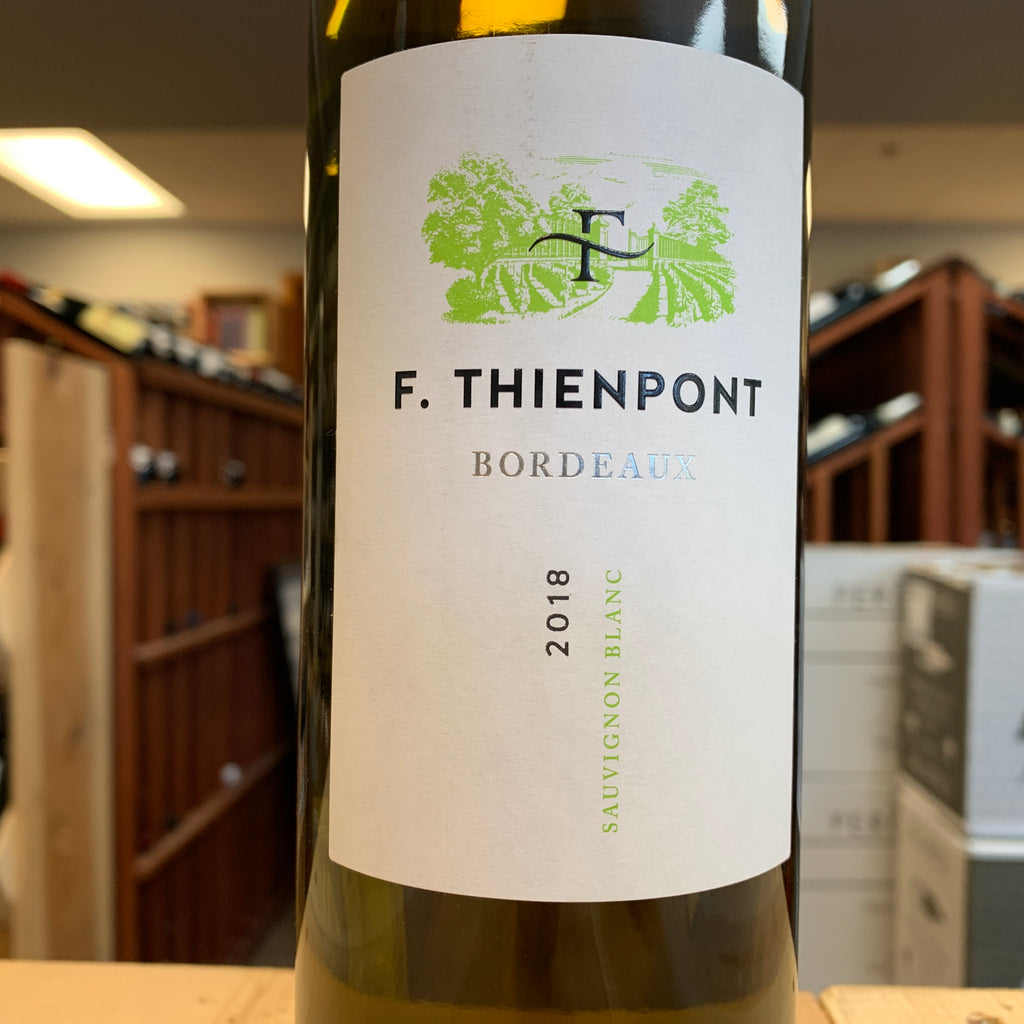 F
F. THIENPONT
BORDEAUX
2018
SAUVIGNON BLANC